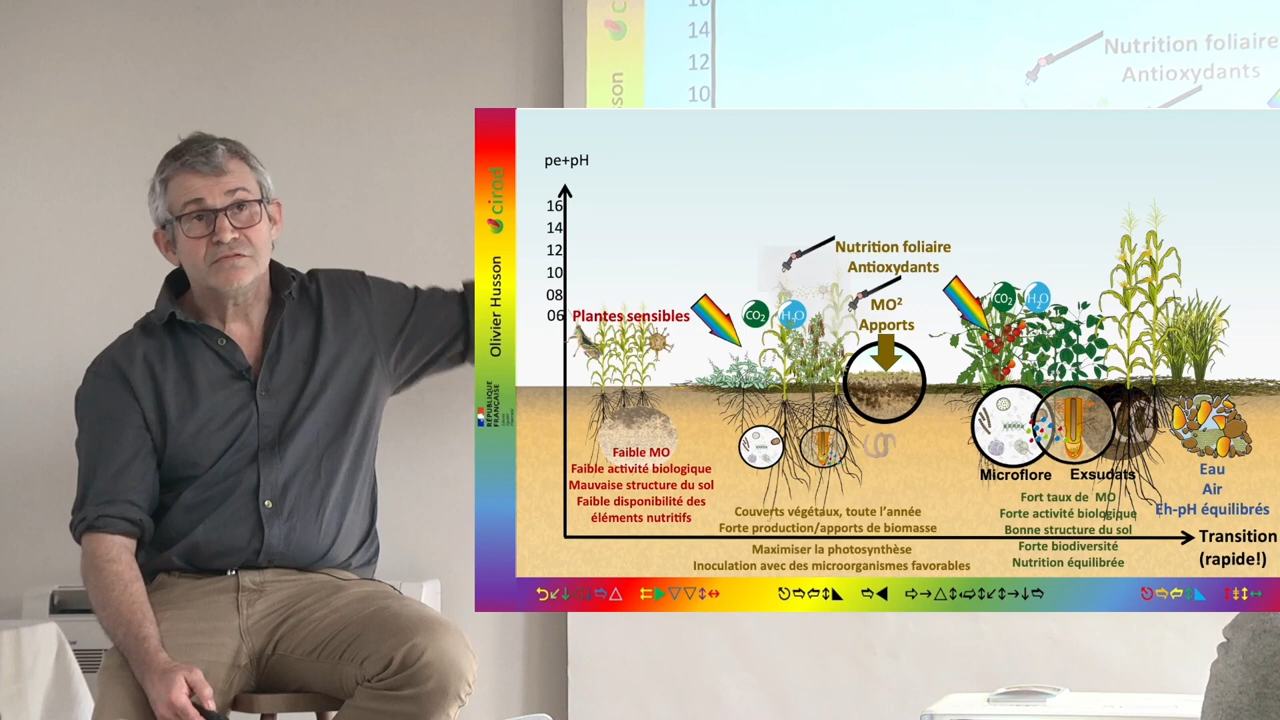 16
14
12
10
Nutrition foliaire
Antioxydants
son
pe+pH
16
14
12
10
08
06
cirad
Olivier Husson
RÉPUBLIQUE
FRANÇAISE
Plantes sensibles
Nutrition foliaire
Antioxydants
MO²
Apports
CO2
H2O
CO2
H2O
Faible MO
Faible activité biologique
Mauvaise structure du sol
Faible disponibilité des
éléments nutritifs
Couverts végétaux, toute l'année
Forte production/apports de biomasse
Maximiser la photosynthèse
Inoculation avec des microorganismes favorables
Microflore
Exsudats
Fort taux de MO
Forte activité biologique
Bonne structure du sol
Forte biodiversité
Nutrition équilibrée
Eau
Air
Eh-pH équilibrés
Transition
(rapide!)